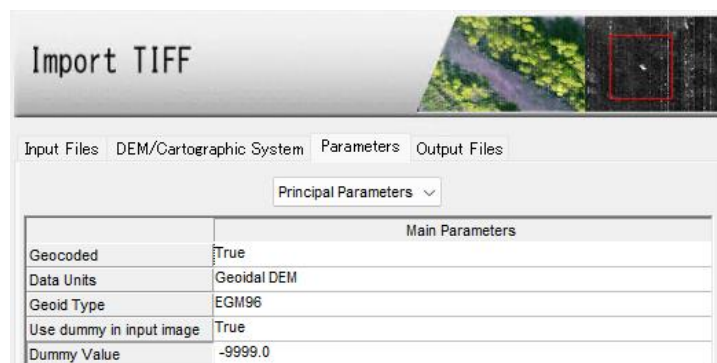 Import TIFF
Input Files DEM/Cartographic System Parameters Output Files
Principal Parameters
Main Parameters
Geocoded True
Data Units Geoidal DEM
Geoid Type EGM96
Use dummy in input image True
Dummy Value -9999.0